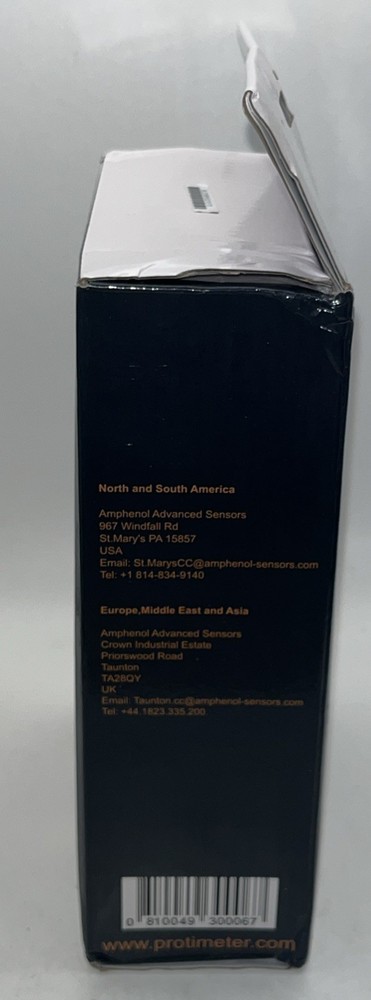 North and South America
Amphenol Advanced Sensors
967 Windfall Rd
St.Mary's PA 15857
USA
Email: St.MarysCC@amphenol-sensors.com
Tel: +1 814-834-9140
Europe,Middle East and Asia
Amphenol Advanced Sensors
Crown Industrial Estate
Priorswood Road
Taunton
TA28QY
UK
Email: Taunton.cc@amphenol-sensors.com
Tel: +44.1823.335.200
0 810049 300067
www.protimeter.com